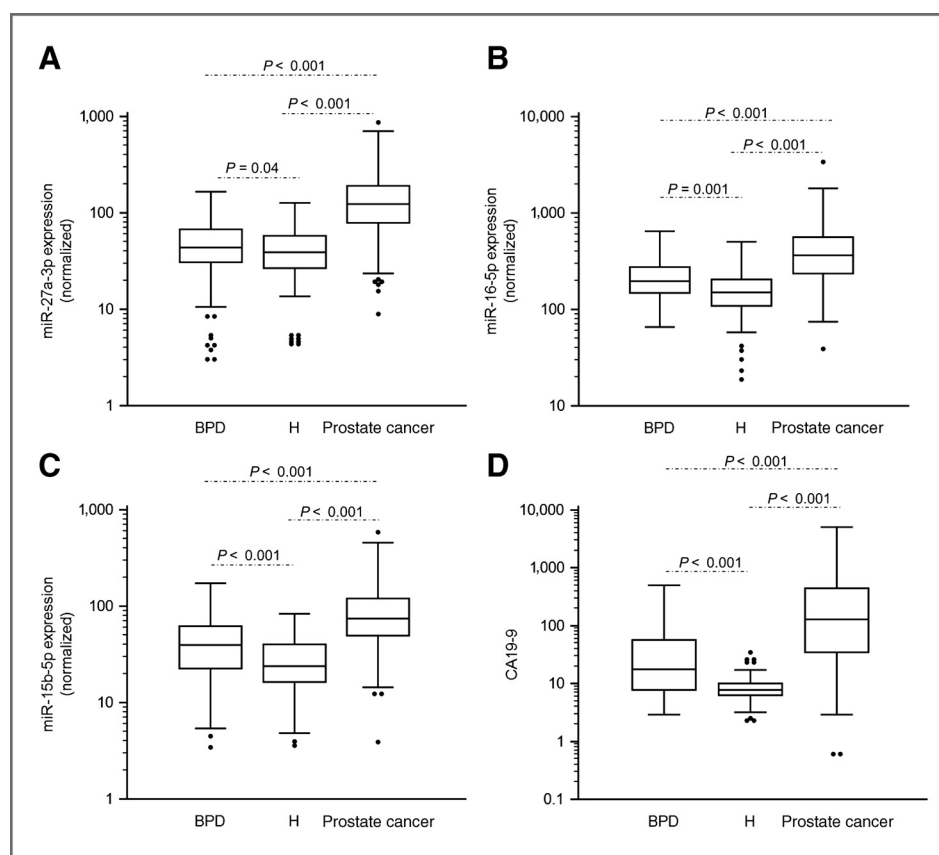 A
P < 0.001
P < 0.001
P = 0.04
1,000
100
10
1
miR-27a-3p expression
(normalized)
BPD H Prostate cancer
B
P < 0.001
P < 0.001
P = 0.001
10,000
1,000
100
10
miR-16-5p expression
(normalized)
BPD H Prostate cancer
C
P < 0.001
P < 0.001
P < 0.001
1,000
100
10
1
miR-15b-5p expression
(normalized)
BPD H Prostate cancer
D
P < 0.001
P < 0.001
P < 0.001
10,000
1,000
100
10
1
0.1
CA19-9
BPD H Prostate cancer